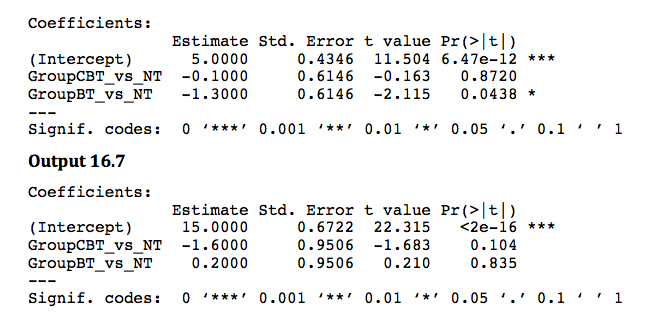 Coefficients:
Estimate Std. Error t value Pr(>|t|)
(Intercept) 5.0000 0.4346 11.504 6.47e-12 ***
GroupCBT_vs_NT -0.1000 0.6146 -0.163 0.8720
GroupBT_vs_NT -1.3000 0.6146 -2.115 0.0438 *
---
Signif. codes: 0 ‘***’ 0.001 ‘**’ 0.01 ‘*’ 0.05 ‘.’ 0.1 ‘ ’ 1
Output 16.7
Coefficients:
Estimate Std. Error t value Pr(>|t|)
(Intercept) 15.0000 0.6722 22.315 <2e-16 ***
GroupCBT_vs_NT -1.6000 0.9506 -1.683 0.104
GroupBT_vs_NT 0.2000 0.9506 0.210 0.835
---
Signif. codes: 0 ‘***’ 0.001 ‘**’ 0.01 ‘*’ 0.05 ‘.’ 0.1 ‘ ’ 1